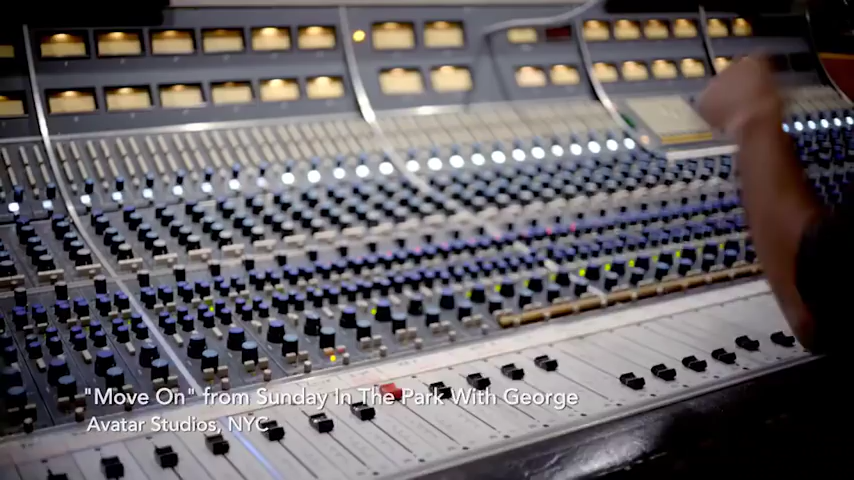 "Move On" from Sunday In The Park With George
Avatar Studios, NYC